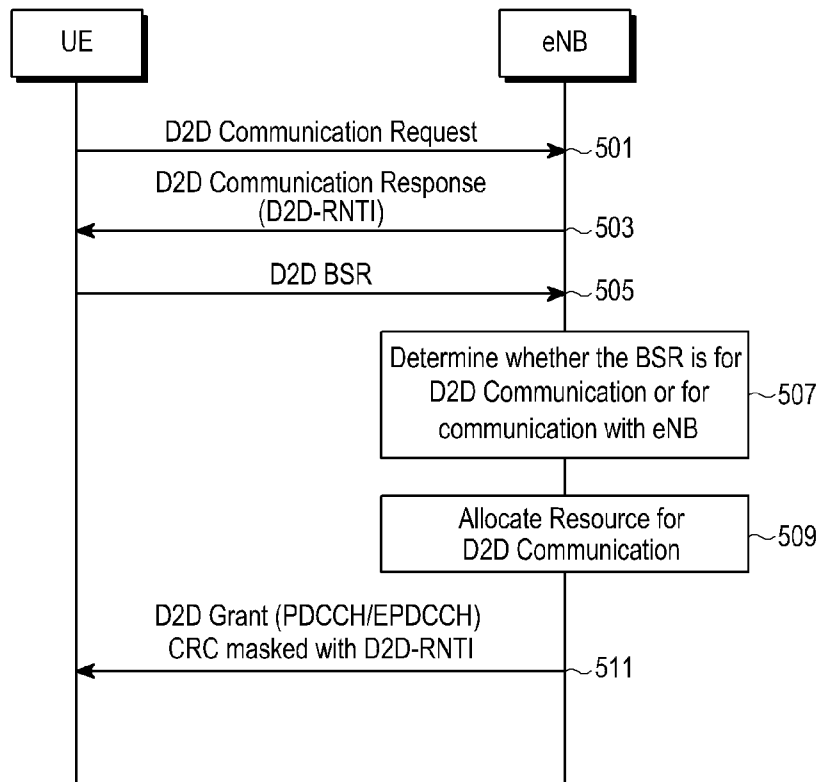 UE
eNB
D2D Communication Request
501
D2D Communication Response
(D2D-RNTI)
503
D2D BSR
505
Determine whether the BSR is for
D2D Communication or for
communication with eNB
507
Allocate Resource for
D2D Communication
509
D2D Grant (PDCCH/EPDCCH)
CRC masked with D2D-RNTI
511